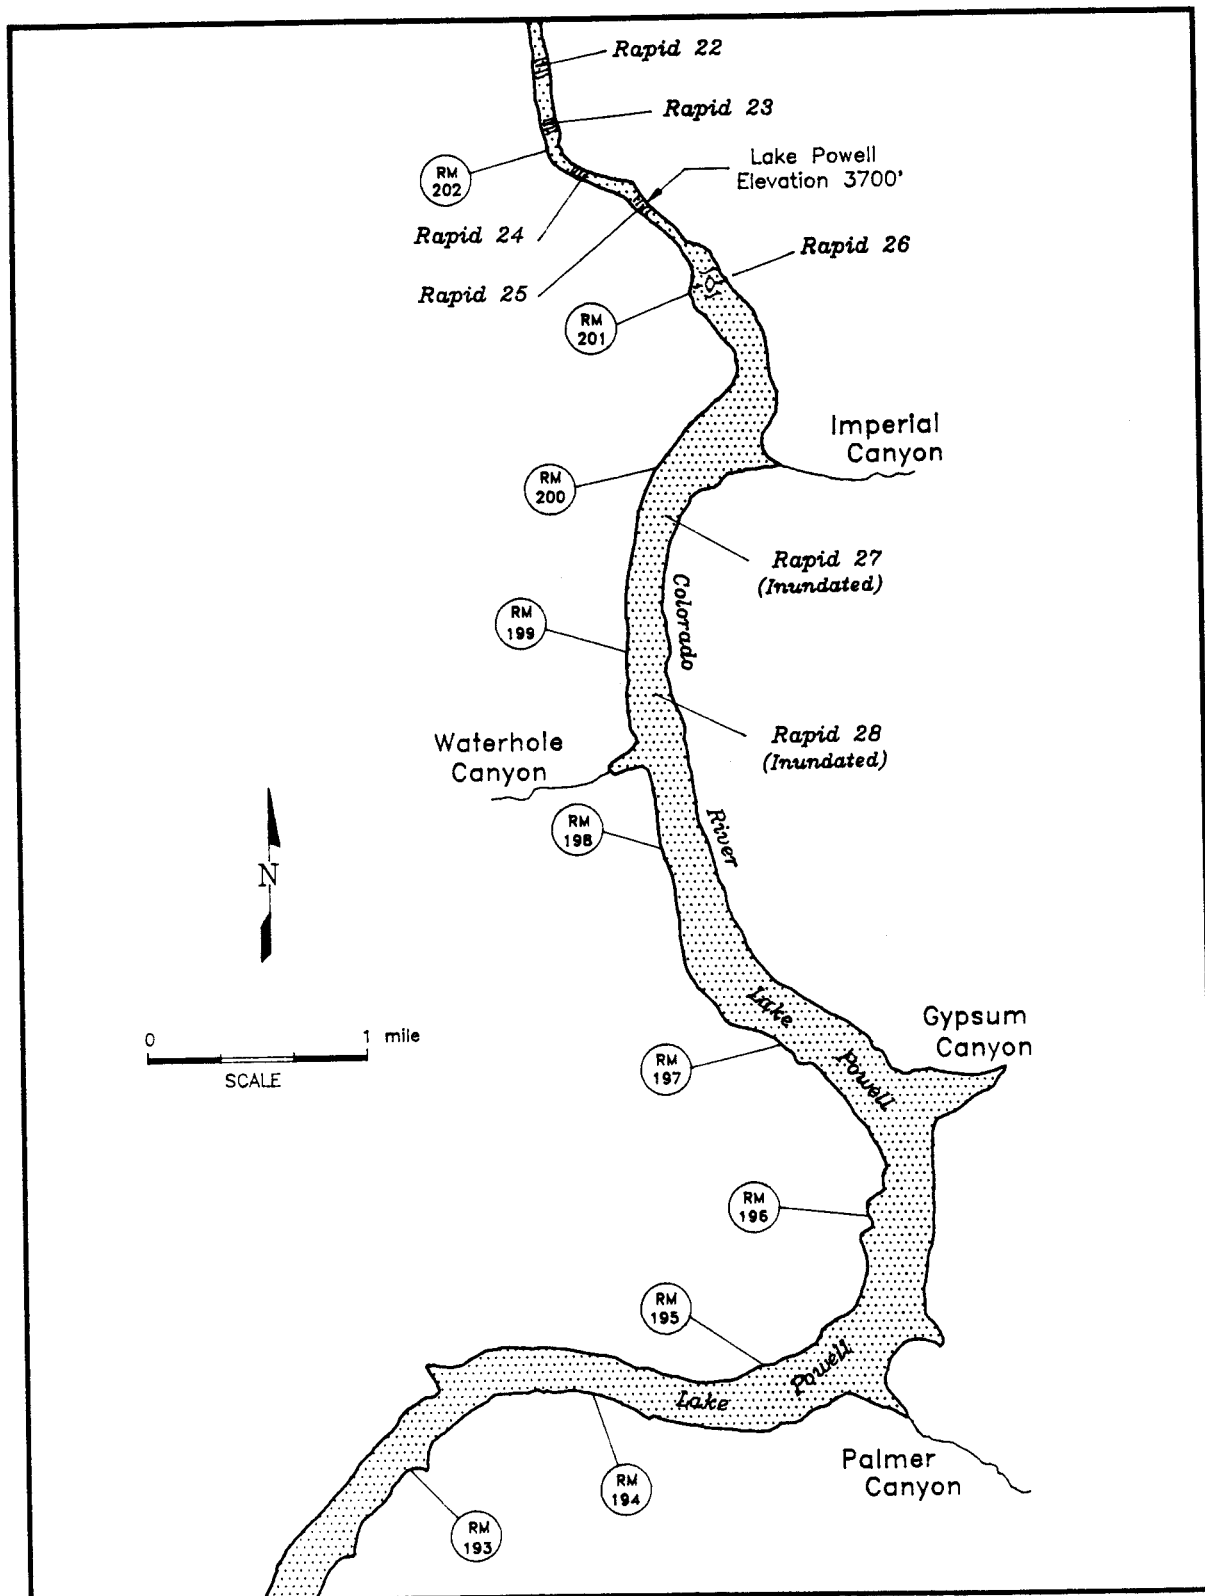 Rapid 22
Rapid 23
Lake Powell
Elevation 3700'
RM
202
Rapid 24
Rapid 26
Rapid 25
RM
201
Imperial
Canyon
RM
200
Rapid 27
(Inundated)
Colorado
RM
199
Rapid 28
(Inundated)
Waterhole
Canyon
RM
198
River
N
Lake
Powell
Gypsum
Canyon
0 1 mile
SCALE
RM
197
RM
196
RM
195
Lake Powell
Palmer
Canyon
RM
194
RM
193